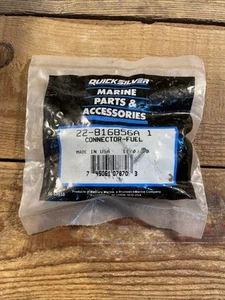 QUICKSILVER
MARINE
PARTS &
ACCESSORIES
22-816856A 1
CONNECTOR-FUEL
MADE IN USA
7 45061 07870 3